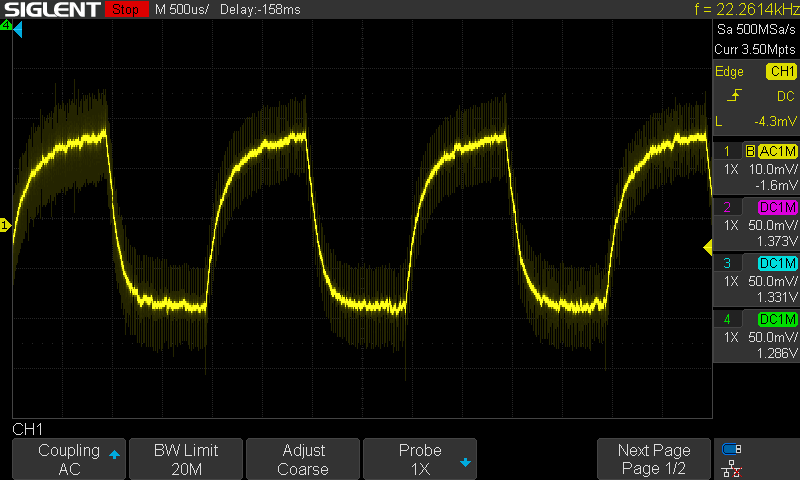 SIGLENT Stop M 500us/ Delay:-158ms f = 22.2614kHz
Sa 500MSa/s
Curr 3.50Mpts
Edge CH1
DC
L -4.3mV
1 B AC1M
1X 10.0mV/
-1.6mV
2 DC1M
1X 50.0mV/
1.373V
3 DC1M
1X 50.0mV/
1.331V
4 DC1M
1X 50.0mV/
1.286V
4
1
CH1
Coupling BW Limit Adjust Probe Next Page
AC 20M Coarse 1X Page 1/2